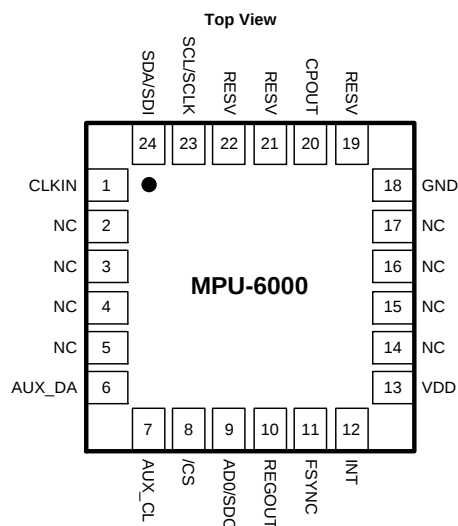 Top View
SDA/SDI SCL/SCLK RESV RESV CPOUT RESV
24 23 22 21 20 19
CLKIN 1 18 GND
NC 2 17 NC
NC 3 16 NC
MPU-6000
NC 4 15 NC
NC 5 14 NC
AUX_DA 6 13 VDD
7 8 9 10 11 12
AUX_CL /CS AD0/SDO REGOUT FSYNC INT